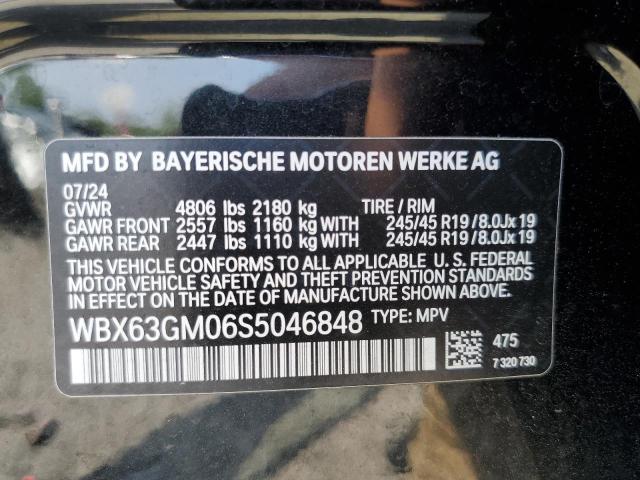 MFD BY BAYERISCHE MOTOREN WERKE AG
07/24
GVWR 4806 lbs 2180 kg TIRE / RIM
GAWR FRONT 2557 lbs 1160 kg WITH 245/45 R19 / 8.0Jx19
GAWR REAR 2447 lbs 1110 kg WITH 245/45 R19 / 8.0Jx19
THIS VEHICLE CONFORMS TO ALL APPLICABLE U. S. FEDERAL
MOTOR VEHICLE SAFETY AND THEFT PREVENTION STANDARDS
IN EFFECT ON THE DATE OF MANUFACTURE SHOWN ABOVE.
WBX63GM06S5046848 TYPE: MPV
475
7 320 730